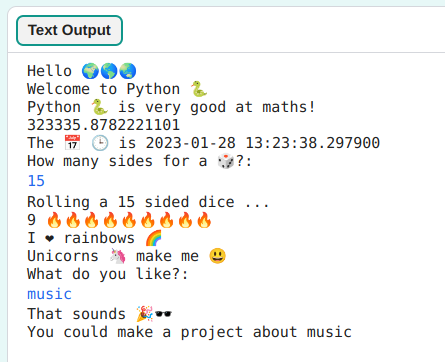 Text Output
Hello 🌍🌎🌏
Welcome to Python 🐍
Python 🐍 is very good at maths!
323335.8782221101
The 📅 🕒 is 2023-01-28 13:23:38.297900
How many sides for a 🎲?:
15
Rolling a 15 sided dice ...
9 🔥🔥🔥🔥🔥🔥🔥🔥🔥
I ❤ rainbows 🌈
Unicorns 🦄 make me 😃
What do you like?:
music
That sounds 🎉🕶
You could make a project about music